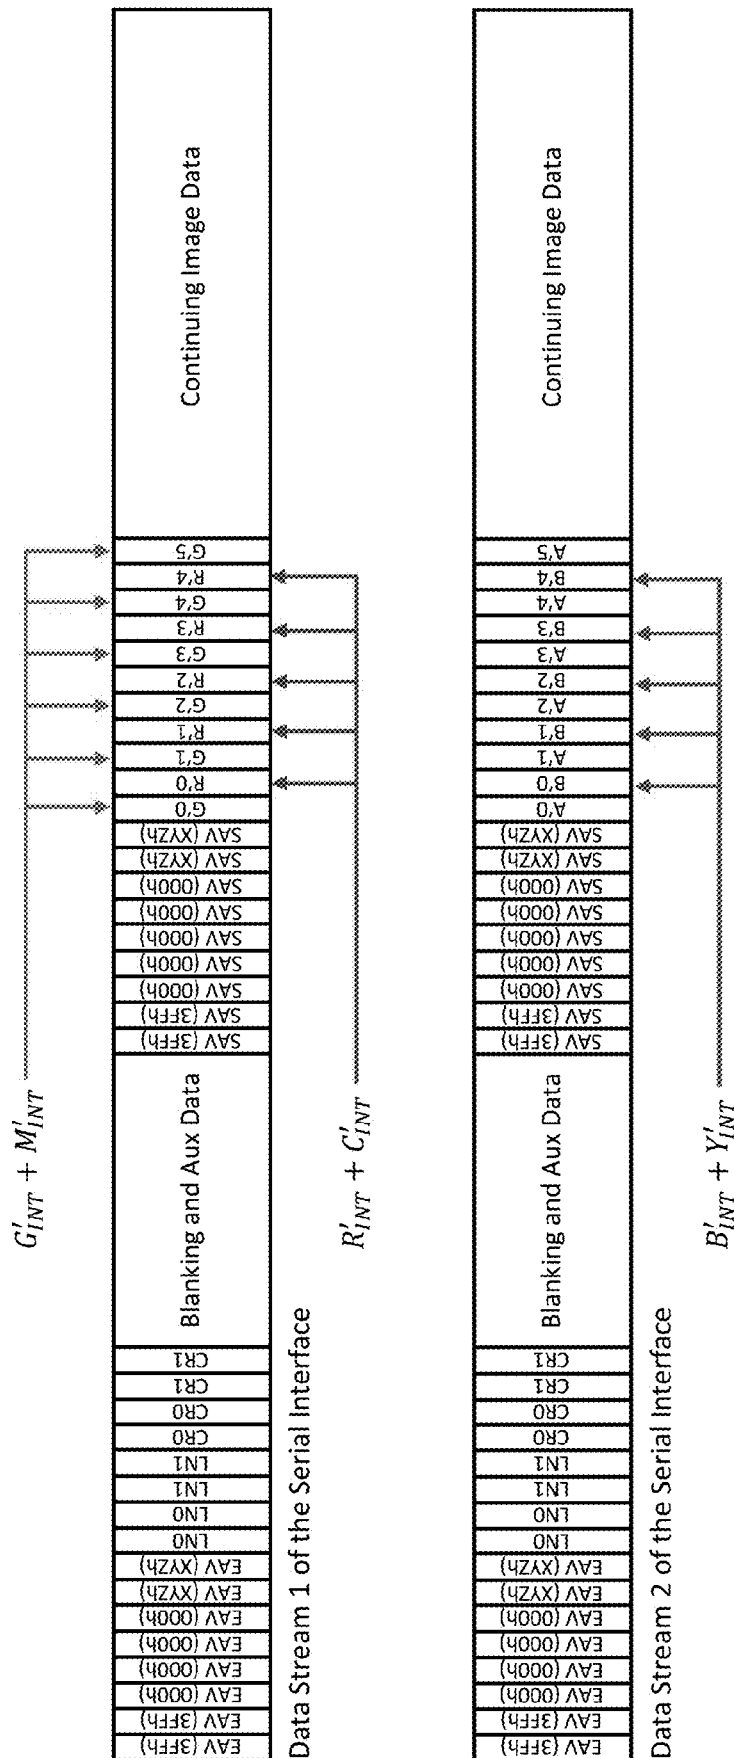 G'INT + M'INT
EAV (3FFh)
EAV (3FFh)
EAV (000h)
EAV (000h)
EAV (000h)
EAV (000h)
EAV (XYZh)
EAV (XYZh)
LN0
LN0
LN1
LN1
CR0
CR0
CR1
CR1
Blanking and Aux Data
SAV (3FFh)
SAV (3FFh)
SAV (000h)
SAV (000h)
SAV (000h)
SAV (000h)
SAV (000h)
SAV (XYZh)
SAV (XYZh)
G'0
R'0
G'1
R'1
G'2
R'2
G'3
R'3
G'4
R'4
G'5
Continuing Image Data
Data Stream 1 of the Serial Interface
R'INT + C'INT
EAV (3FFh)
EAV (3FFh)
EAV (000h)
EAV (000h)
EAV (000h)
EAV (000h)
EAV (XYZh)
EAV (XYZh)
LN0
LN0
LN1
LN1
CR0
CR0
CR1
CR1
Blanking and Aux Data
SAV (3FFh)
SAV (3FFh)
SAV (000h)
SAV (000h)
SAV (000h)
SAV (000h)
SAV (000h)
SAV (XYZh)
SAV (XYZh)
A'0
B'0
A'1
B'1
A'2
B'2
A'3
B'3
A'4
B'4
A'5
Continuing Image Data
Data Stream 2 of the Serial Interface
B'INT + Y'INT